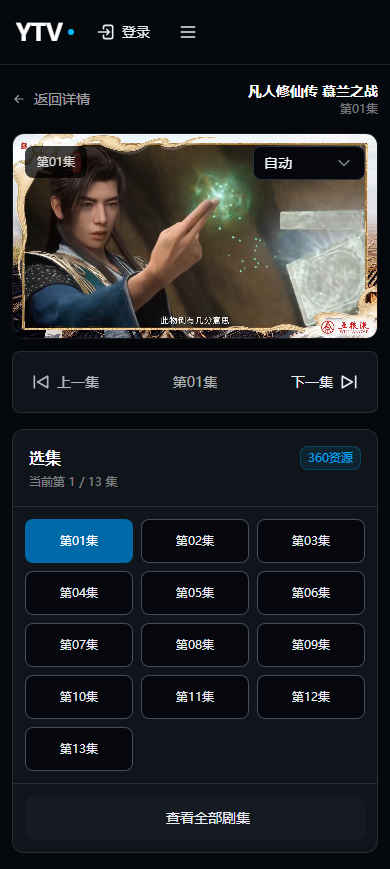 YTV
登录
返回详情
凡人修仙传 慕兰之战
第01集
第01集
自动
此物倒有几分意思
上一集
第01集
下一集
选集
360资源
当前第 1 / 13 集
第01集
第02集
第03集
第04集
第05集
第06集
第07集
第08集
第09集
第10集
第11集
第12集
第13集
查看全部剧集